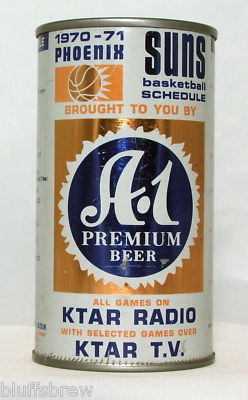 1970-71
PHOENIX
SUNS
basketball
SCHEDULE
BROUGHT TO YOU BY
A·1
PREMIUM
BEER
ALL GAMES ON
KTAR RADIO
WITH SELECTED GAMES OVER
KTAR T.V.
bluffsbrew